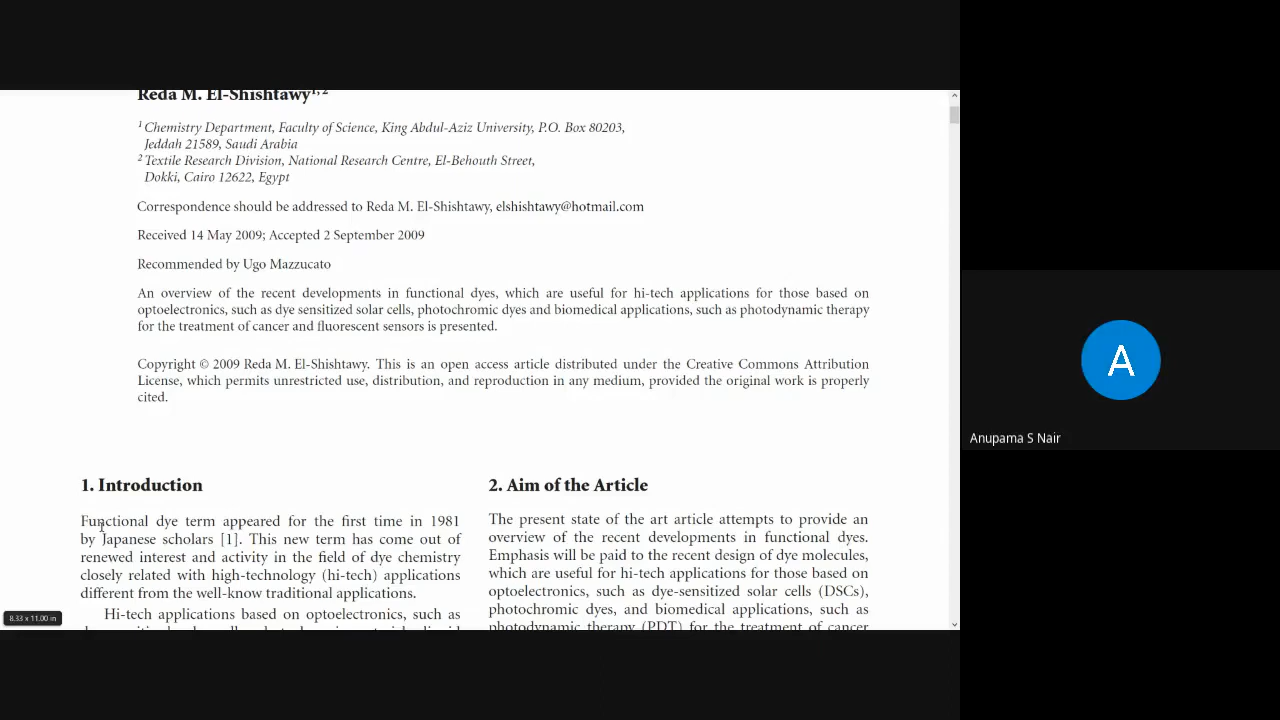 Reda M. El-Shishtawy1, 2
1 Chemistry Department, Faculty of Science, King Abdul-Aziz University, P.O. Box 80203,
Jeddah 21589, Saudi Arabia
2 Textile Research Division, National Research Centre, El-Behouth Street,
Dokki, Cairo 12622, Egypt
Correspondence should be addressed to Reda M. El-Shishtawy, elshishtawy@hotmail.com
Received 14 May 2009; Accepted 2 September 2009
Recommended by Ugo Mazzucato
An overview of the recent developments in functional dyes, which are useful for hi-tech applications for those based on
optoelectronics, such as dye sensitized solar cells, photochromic dyes and biomedical applications, such as photodynamic therapy
for the treatment of cancer and fluorescent sensors is presented.
Copyright © 2009 Reda M. El-Shishtawy. This is an open access article distributed under the Creative Commons Attribution
License, which permits unrestricted use, distribution, and reproduction in any medium, provided the original work is properly
cited.
1. Introduction
Functional dye term appeared for the first time in 1981
by Japanese scholars [1]. This new term has come out of
renewed interest and activity in the field of dye chemistry
closely related with high-technology (hi-tech) applications
different from the well-know traditional applications.
Hi-tech applications based on optoelectronics, such as
2. Aim of the Article
The present state of the art article attempts to provide an
overview of the recent developments in functional dyes.
Emphasis will be paid to the recent design of dye molecules,
which are useful for hi-tech applications for those based on
optoelectronics, such as dye-sensitized solar cells (DSCs),
photochromic dyes, and biomedical applications, such as
photodynamic therapy (PDT) for the treatment of cancer
8.33 x 11.00 in
A
Anupama S Nair